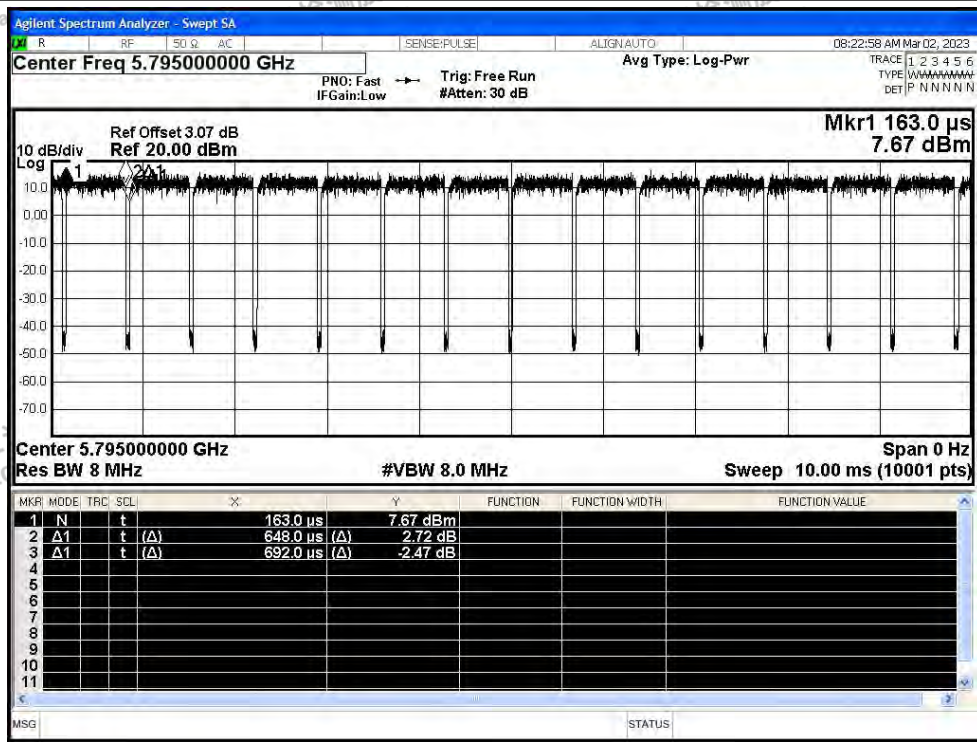 Agilent Spectrum Analyzer - Swept SA
R RF 50 Ω AC SENSE:PULSE ALIGNAUTO 08:22:58 AM Mar 02, 2023
Center Freq 5.795000000 GHz
PNO: Fast
IFGain:Low
Trig: Free Run
#Atten: 30 dB
Avg Type: Log-Pwr
TRACE 1 2 3 4 5 6
TYPE WWWWWW
DET P N N N N N
Mkr1 163.0 µs
7.67 dBm
Ref Offset 3.07 dB
10 dB/div Ref 20.00 dBm
Log
1
2Δ1
10.0
0.00
-10.0
-20.0
-30.0
-40.0
-50.0
-60.0
-70.0
Center 5.795000000 GHz Span 0 Hz
Res BW 8 MHz #VBW 8.0 MHz Sweep 10.00 ms (10001 pts)
MKR MODE TRC SCL X Y FUNCTION FUNCTION WIDTH FUNCTION VALUE
1 N t 163.0 µs 7.67 dBm
2 Δ1 t (Δ) 648.0 µs (Δ) 2.72 dB
3 Δ1 t (Δ) 692.0 µs (Δ) -2.47 dB
4
5
6
7
8
9
10
11
MSG STATUS